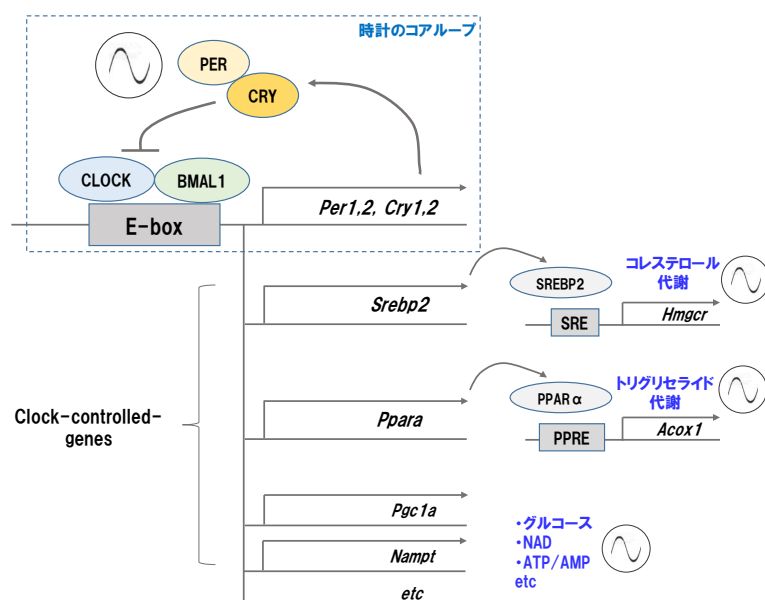 時計のコアループ
PER
CRY
CLOCK
BMAL1
E-box
Per1,2, Cry1,2
Srebp2
SREBP2
コレステロール
代謝
SRE
Hmgcr
Clock-controlled-
genes
Ppara
PPARα
トリグリセライド
代謝
PPRE
Acox1
Pgc1a
Nampt
etc
・グルコース
・NAD
・ATP/AMP
etc